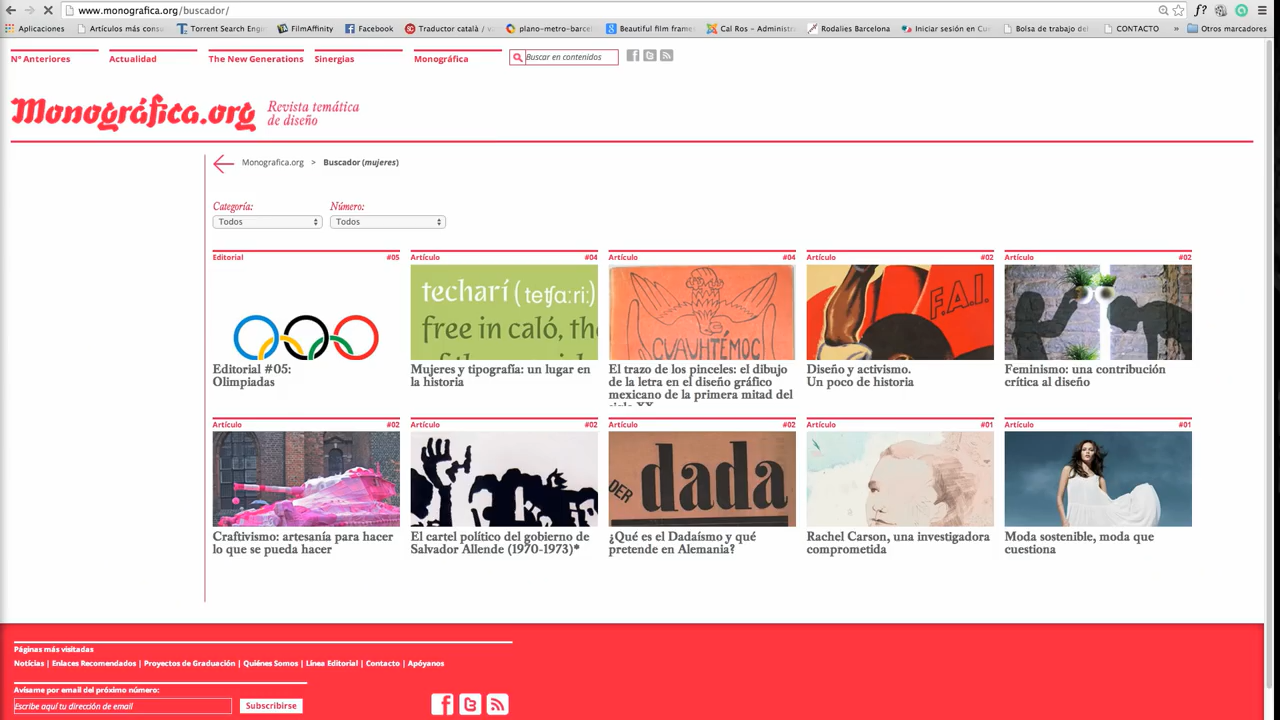 www.monografica.org/buscador/
f?
Aplicaciones
Artículos más cons
Torrent Search Eng
FilmAffinity
Facebook
Traductor català / va
plano-metro-barcel
Beautiful film frames
Cal Ros - Administ
Rodalies Barcelona
Iniciar sesión en Cu
Bolsa de trabajo del
CONTACTO
»
Otros marcadores
Nº Anteriores
Actualidad
The New Generations
Sinergias
Monográfica
Buscar en contenidos
Monográfica.org
Revista temática
de diseño
Monografica.org > Buscador (mujeres)
Categoría:
Número:
Todos
Todos
Editorial #05
Artículo #04
Artículo #04
Artículo #02
Artículo #02
techarí (tetʃa:ri:)
free in caló, the
CUAUHTÉMOC
F.A.I.
Editorial #05:
Olimpiadas
Mujeres y tipografía: un lugar en
la historia
El trazo de los pinceles: el dibujo
de la letra en el diseño gráfico
mexicano de la primera mitad del
siglo XX
Diseño y activismo.
Un poco de historia
Feminismo: una contribución
crítica al diseño
Artículo #02
Artículo #02
Artículo #02
Artículo #01
Artículo #01
DER
dada
Craftivismo: artesanía para hacer
lo que se pueda hacer
El cartel político del gobierno de
Salvador Allende (1970-1973)*
¿Qué es el Dadaísmo y qué
pretende en Alemania?
Rachel Carson, una investigadora
comprometida
Moda sostenible, moda que
cuestiona
Páginas más visitadas
Noticias | Enlaces Recomendados | Proyectos de Graduación | Quiénes Somos | Línea Editorial | Contacto | Apóyanos
Avísame por email del próximo número:
Escribe aquí tu dirección de email
Subscribirse